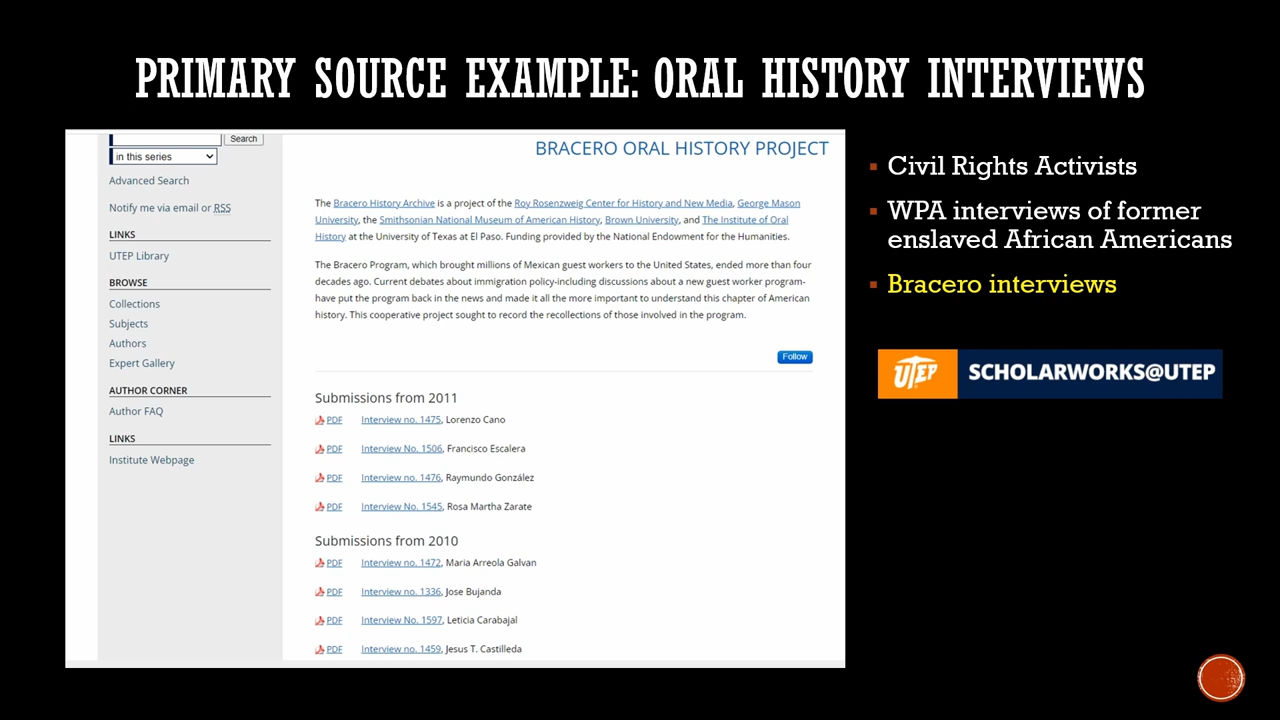 PRIMARY SOURCE EXAMPLE: ORAL HISTORY INTERVIEWS
Search
in this series
Advanced Search
Notify me via email or RSS
LINKS
UTEP Library
BROWSE
Collections
Subjects
Authors
Expert Gallery
AUTHOR CORNER
Author FAQ
LINKS
Institute Webpage
BRACERO ORAL HISTORY PROJECT
The Bracero History Archive is a project of the Roy Rosenzweig Center for History and New Media, George Mason
University, the Smithsonian National Museum of American History, Brown University, and The Institute of Oral
History at the University of Texas at El Paso. Funding provided by the National Endowment for the Humanities.
The Bracero Program, which brought millions of Mexican guest workers to the United States, ended more than four
decades ago. Current debates about immigration policy-including discussions about a new guest worker program-
have put the program back in the news and made it all the more important to understand this chapter of American
history. This cooperative project sought to record the recollections of those involved in the program.
Follow
Submissions from 2011
PDF Interview no. 1475, Lorenzo Cano
PDF Interview No. 1506, Francisco Escalera
PDF Interview no. 1476, Raymundo González
PDF Interview No. 1545, Rosa Martha Zarate
Submissions from 2010
PDF Interview no. 1472, Maria Arreola Galvan
PDF Interview no. 1336, Jose Bujanda
PDF Interview No. 1597, Leticia Carabajal
PDF Interview no. 1459, Jesus T. Castilleda
Civil Rights Activists
WPA interviews of former
enslaved African Americans
Bracero interviews
UTEP SCHOLARWORKS@UTEP